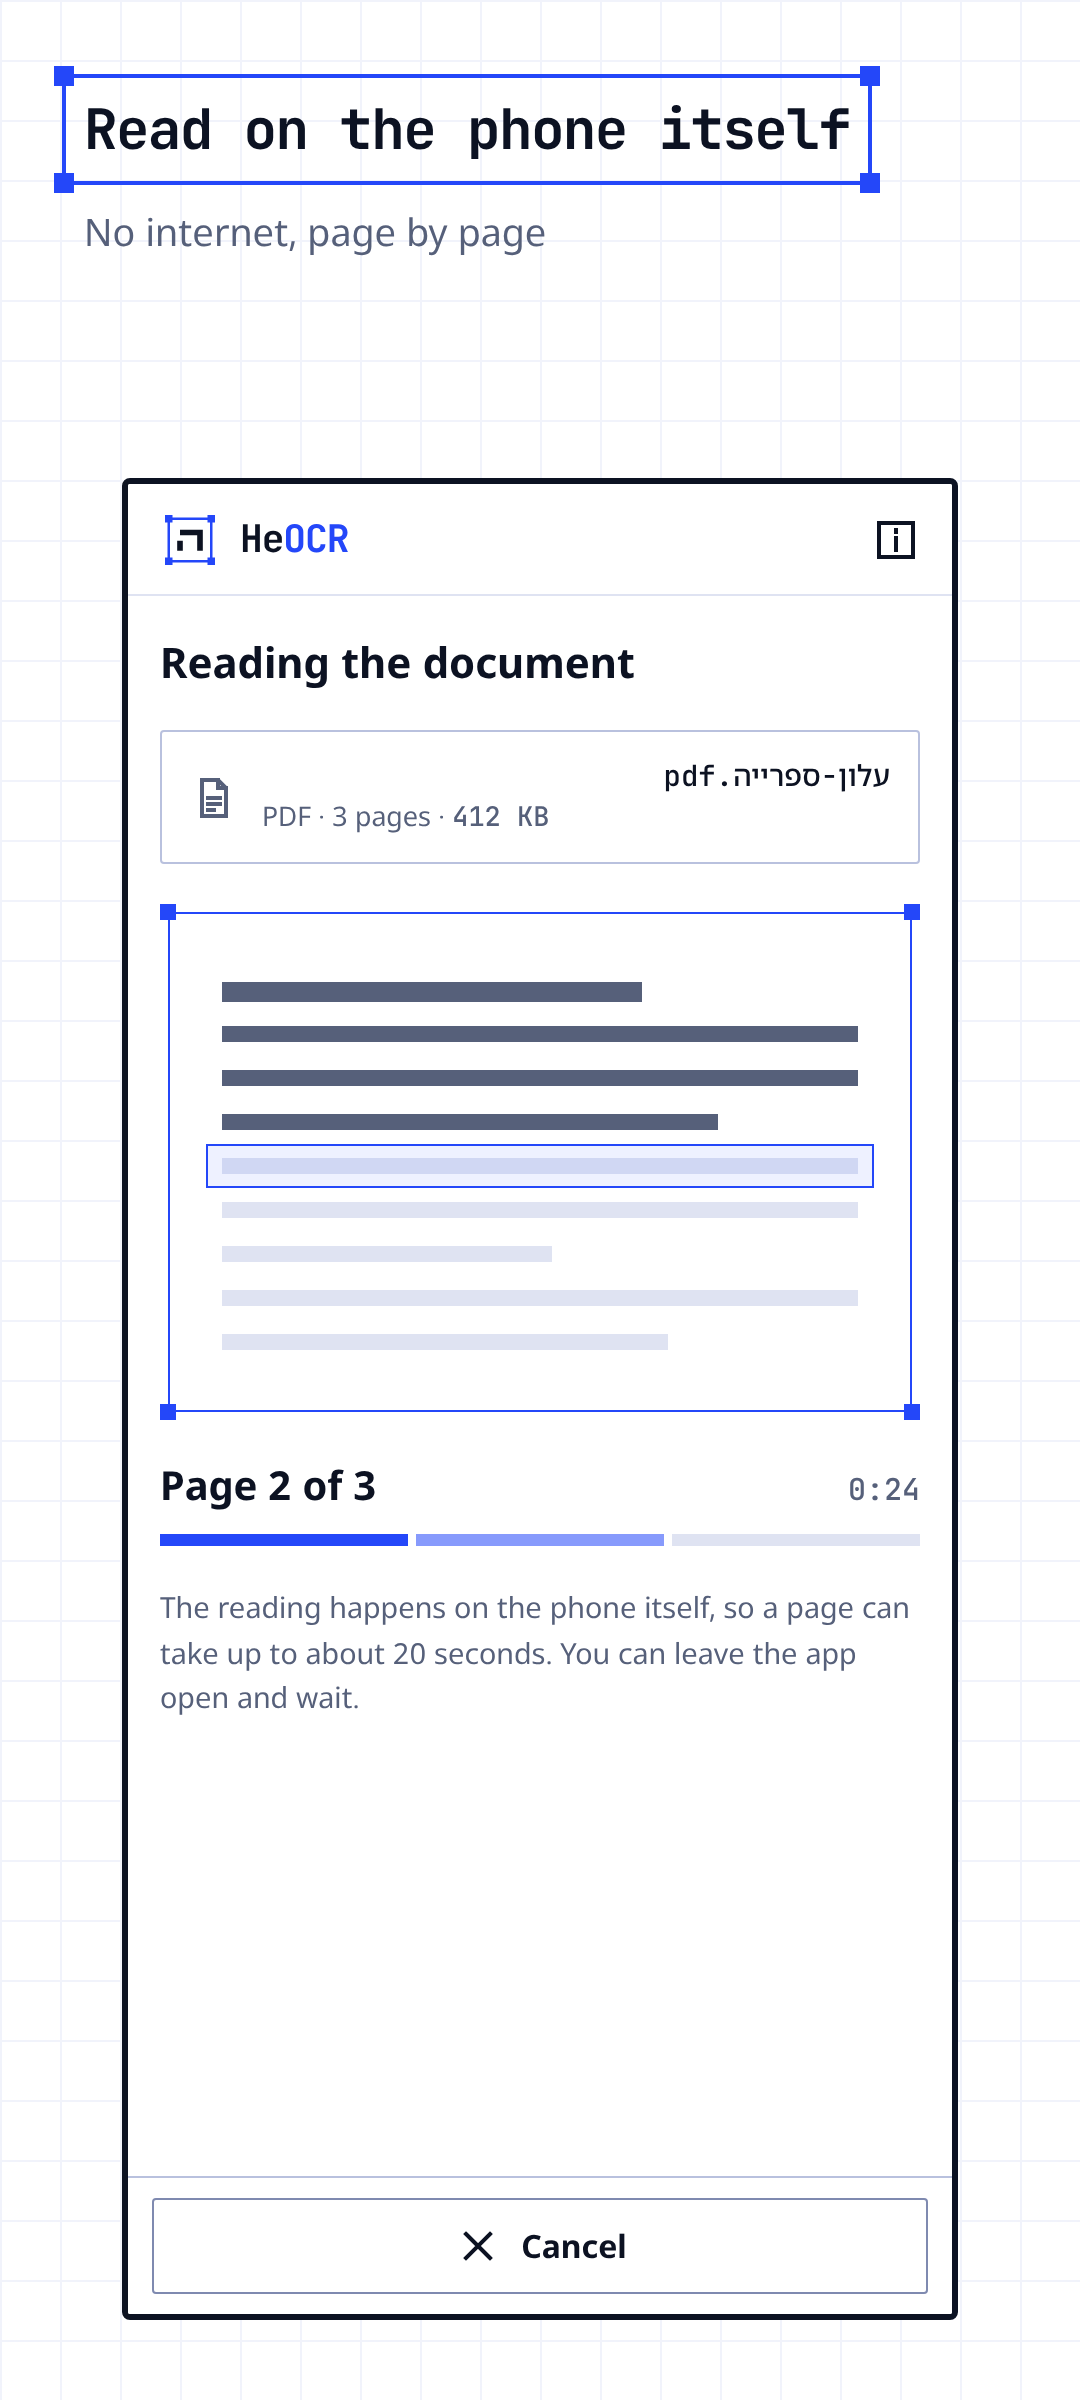 Read on the phone itself
No internet, page by page
HeOCR
Reading the document
עלון-ספרייה.pdf
PDF · 3 pages · 412 KB
Page 2 of 3
0:24
The reading happens on the phone itself, so a page can
take up to about 20 seconds. You can leave the app
open and wait.
Cancel